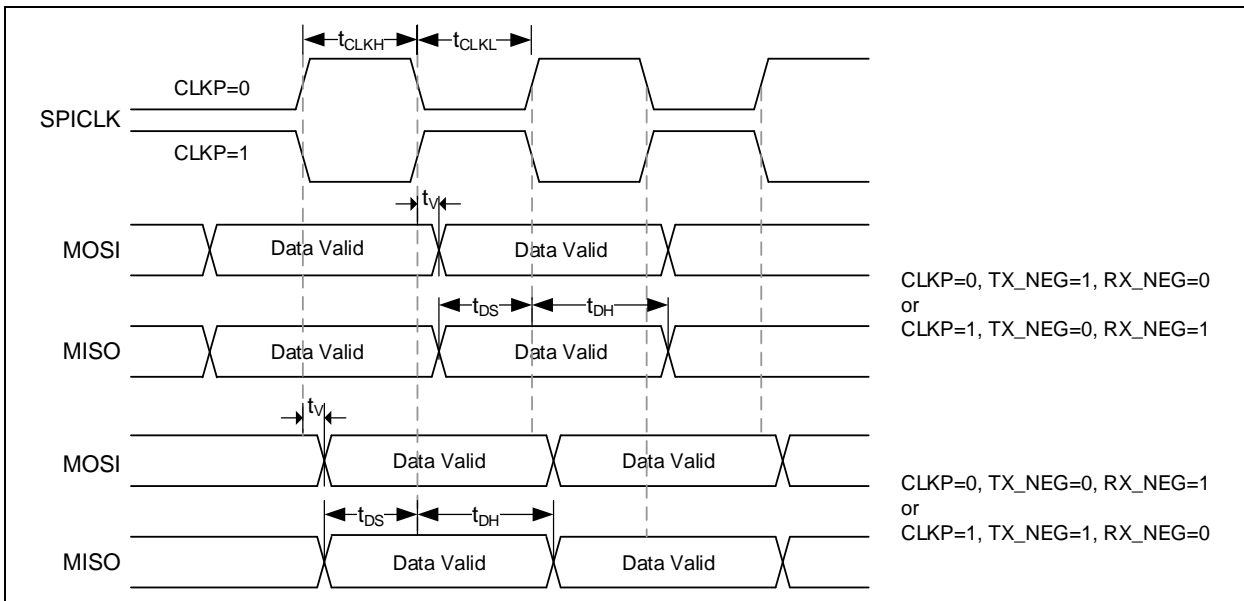 tCLKH
tCLKL
CLKP=0
SPICLK
CLKP=1
tV
MOSI
Data Valid
Data Valid
CLKP=0, TX_NEG=1, RX_NEG=0
or
CLKP=1, TX_NEG=0, RX_NEG=1
tDS
tDH
MISO
Data Valid
Data Valid
tV
MOSI
Data Valid
Data Valid
CLKP=0, TX_NEG=0, RX_NEG=1
or
CLKP=1, TX_NEG=1, RX_NEG=0
tDS
tDH
MISO
Data Valid
Data Valid